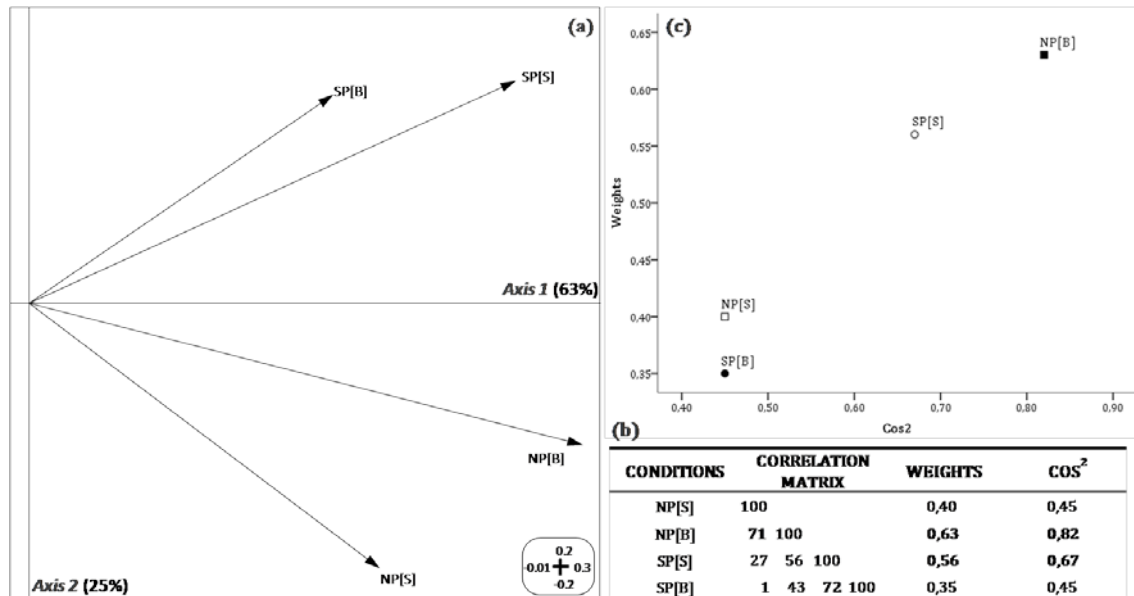 (a)
SP[B]
SP[S]
Axis 1 (63%)
NP[B]
NP[S]
Axis 2 (25%)
0.2
-0.01 0.3
-0.2
(c)
Weights
0,65
0,60
0,55
0,50
0,45
0,40
0,35
NP[B]
SP[S]
NP[S]
SP[B]
0,40 0,50 0,60 0,70 0,80 0,90
Cos2
(b)
CONDITIONS CORRELATION MATRIX WEIGHTS COS2
NP[S] 100 0,40 0,45
NP[B] 71 100 0,63 0,82
SP[S] 27 56 100 0,56 0,67
SP[B] 1 43 72 100 0,35 0,45